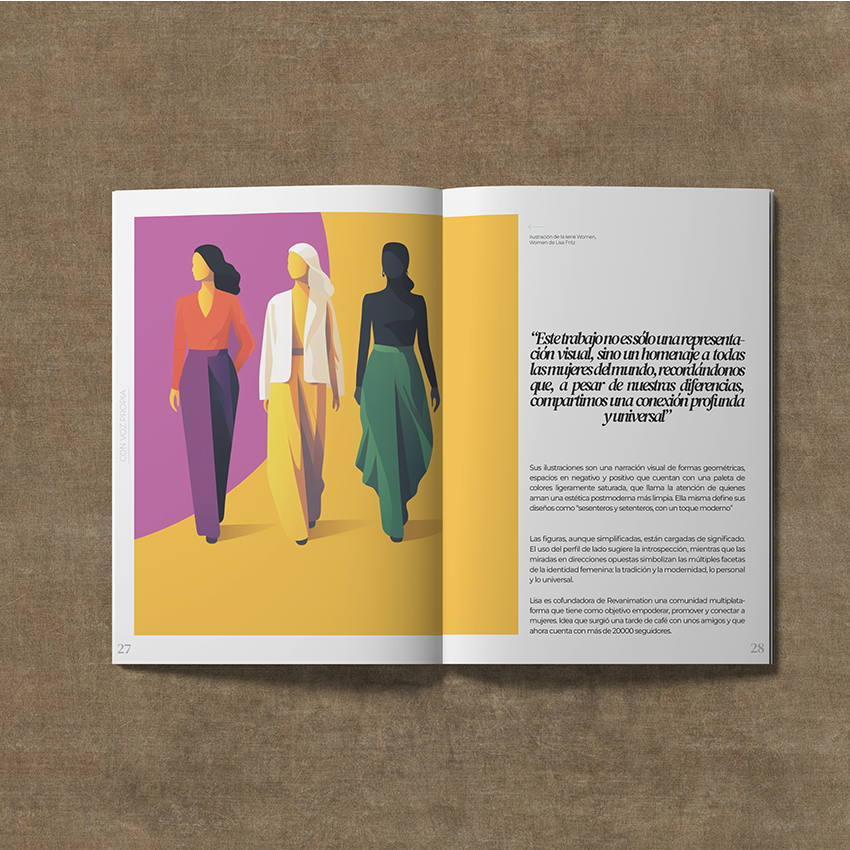 CON VOZ PROPIA
27
Ilustración de la serie Women,
Women de Lisa Fritz
“Este trabajo no es sólo una representa-
ción visual, sino un homenaje a todas
las mujeres del mundo, recordándonos
que, a pesar de nuestras diferencias,
compartimos una conexión profunda
y universal”
Sus ilustraciones son una narración visual de formas geométricas,
espacios en negativo y positivo que cuentan con una paleta de
colores ligeramente saturada, que llama la atención de quienes
aman una estética postmoderna más limpia. Ella misma define sus
diseños como "sesenteros y setenteros, con un toque moderno"
Las figuras, aunque simplificadas, están cargadas de significado.
El uso del perfil de lado sugiere la introspección, mientras que las
miradas en direcciones opuestas simbolizan las múltiples facetas
de la identidad femenina: la tradición y la modernidad, lo personal
y lo universal.
Lisa es cofundadora de Revanimation una comunidad multiplata-
forma que tiene como objetivo empoderar, promover y conectar a
mujeres. Idea que surgió una tarde de café con unos amigos y que
ahora cuenta con más de 20000 seguidores.
28